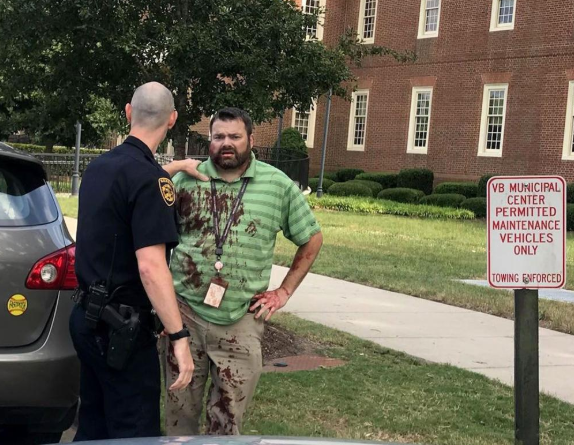 VB MUNICIPAL
CENTER
PERMITTED
MAINTENANCE
VEHICLES
ONLY
TOWING ENFORCED